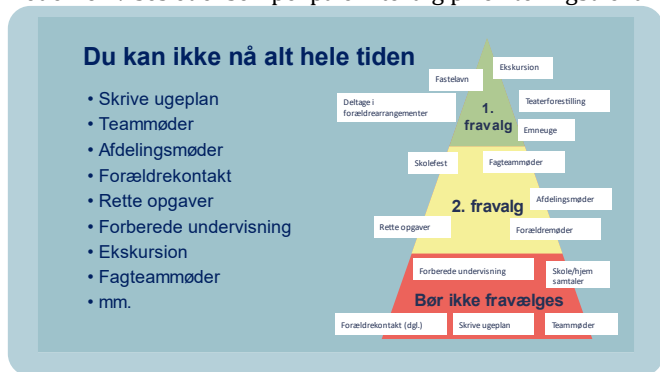 Du kan ikke nå alt hele tiden
• Skrive ugeplan
• Teammøder
• Afdelingsmøder
• Forældrekontakt
• Rette opgaver
• Forberede undervisning
• Ekskursion
• Fagteammøder
• mm.
Ekskursion
Fastelavn
Deltage i
forældrearrangementer
Teaterforestilling
1.
fravalg
Emneuge
Skolefest
Fagteammøder
Afdelingsmøder
2. fravalg
Rette opgaver
Forældremøder
Forberede undervisning
Skole/hjem
samtaler
Bør ikke fravælges
Forældrekontakt (dgl.)
Skrive ugeplan
Teammøder